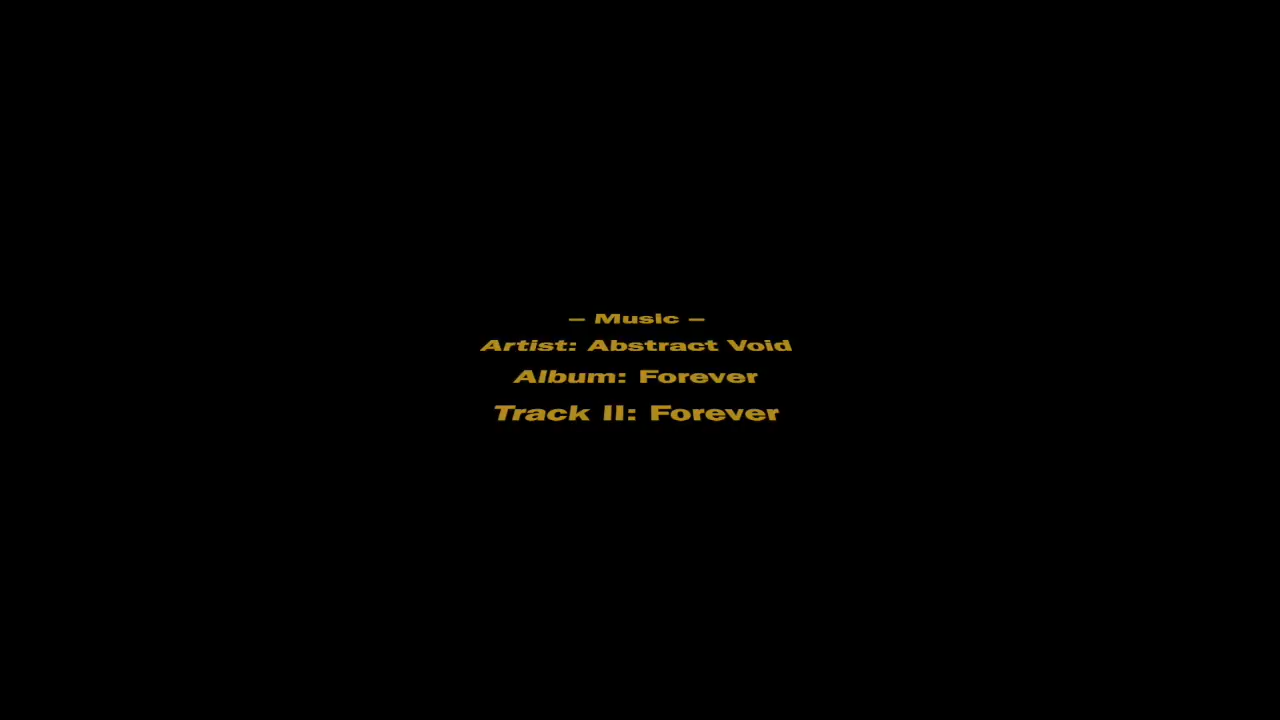 – Music –
Artist: Abstract Void
Album: Forever
Track II: Forever